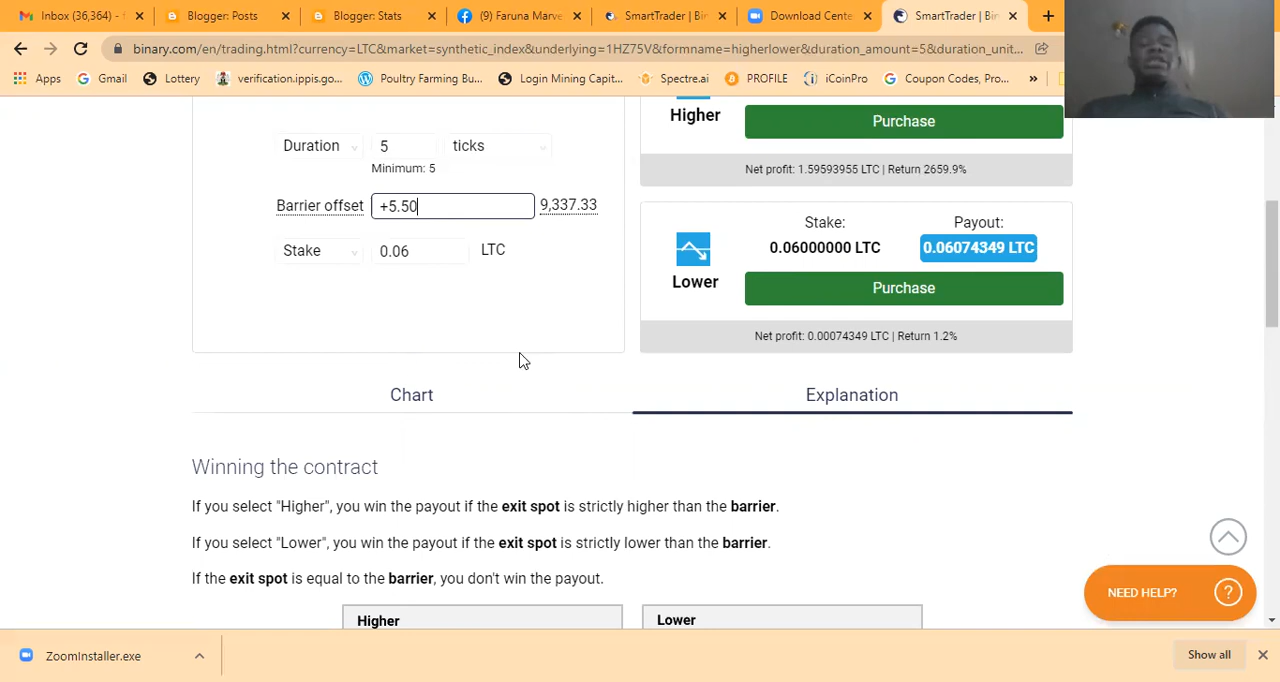 Inbox (36,364) - f
Blogger: Posts
Blogger: Stats
(9) Faruna Marve
SmartTrader | Bin
Download Cente
SmartTrader | Bin
binary.com/en/trading.html?currency=LTC&market=synthetic_index&underlying=1HZ75V&formname=higherlower&duration_amount=5&duration_unit...
Apps
Gmail
Lottery
verification.ippis.go...
Poultry Farming Bu...
Login Mining Capit...
Spectre.ai
PROFILE
iCoinPro
Coupon Codes, Pro...
»
Duration 5 ticks
Minimum: 5
Barrier offset +5.50 9,337.33
Stake 0.06 LTC
Higher
Purchase
Net profit: 1.59593955 LTC | Return 2659.9%
Stake: Payout:
0.06000000 LTC 0.06074349 LTC
Lower
Purchase
Net profit: 0.00074349 LTC | Return 1.2%
Chart Explanation
Winning the contract
If you select "Higher", you win the payout if the exit spot is strictly higher than the barrier.
If you select "Lower", you win the payout if the exit spot is strictly lower than the barrier.
If the exit spot is equal to the barrier, you don't win the payout.
Higher Lower
NEED HELP? ?
ZoomInstaller.exe
Show all